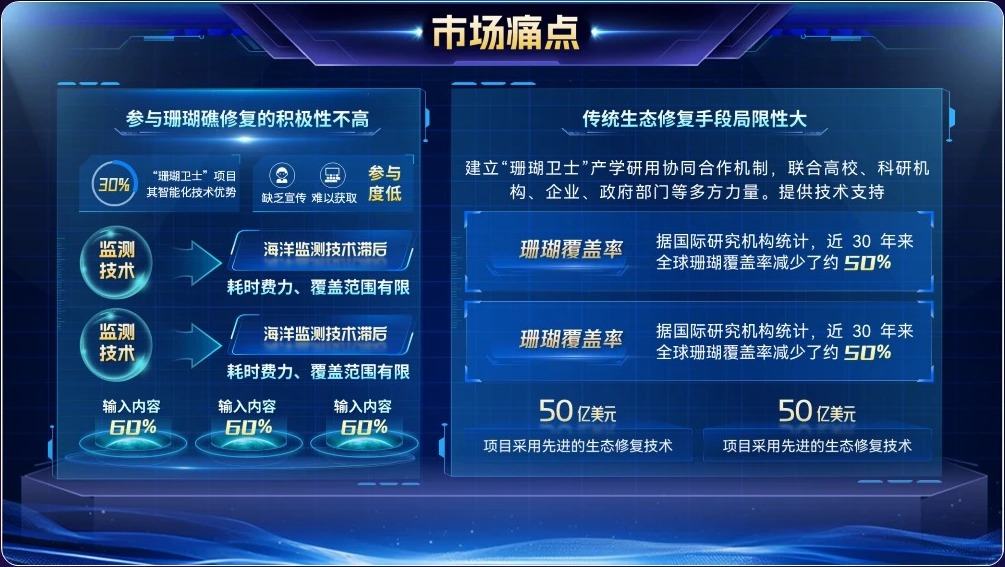 市场痛点
参与珊瑚礁修复的积极性不高
30%
“珊瑚卫士”项目
其智能化技术优势
缺乏宣传 难以获取
参与
度低
监测
技术
海洋监测技术滞后
耗时费力、覆盖范围有限
监测
技术
海洋监测技术滞后
耗时费力、覆盖范围有限
输入内容
60%
输入内容
60%
输入内容
60%
传统生态修复手段局限性大
建立“珊瑚卫士”产学研用协同合作机制，联合高校、科研机
构、企业、政府部门等多方力量。提供技术支持
珊瑚覆盖率
据国际研究机构统计，近 30 年来
全球珊瑚覆盖率减少了约 50%
珊瑚覆盖率
据国际研究机构统计，近 30 年来
全球珊瑚覆盖率减少了约 50%
50 亿美元
项目采用先进的生态修复技术
50 亿美元
项目采用先进的生态修复技术